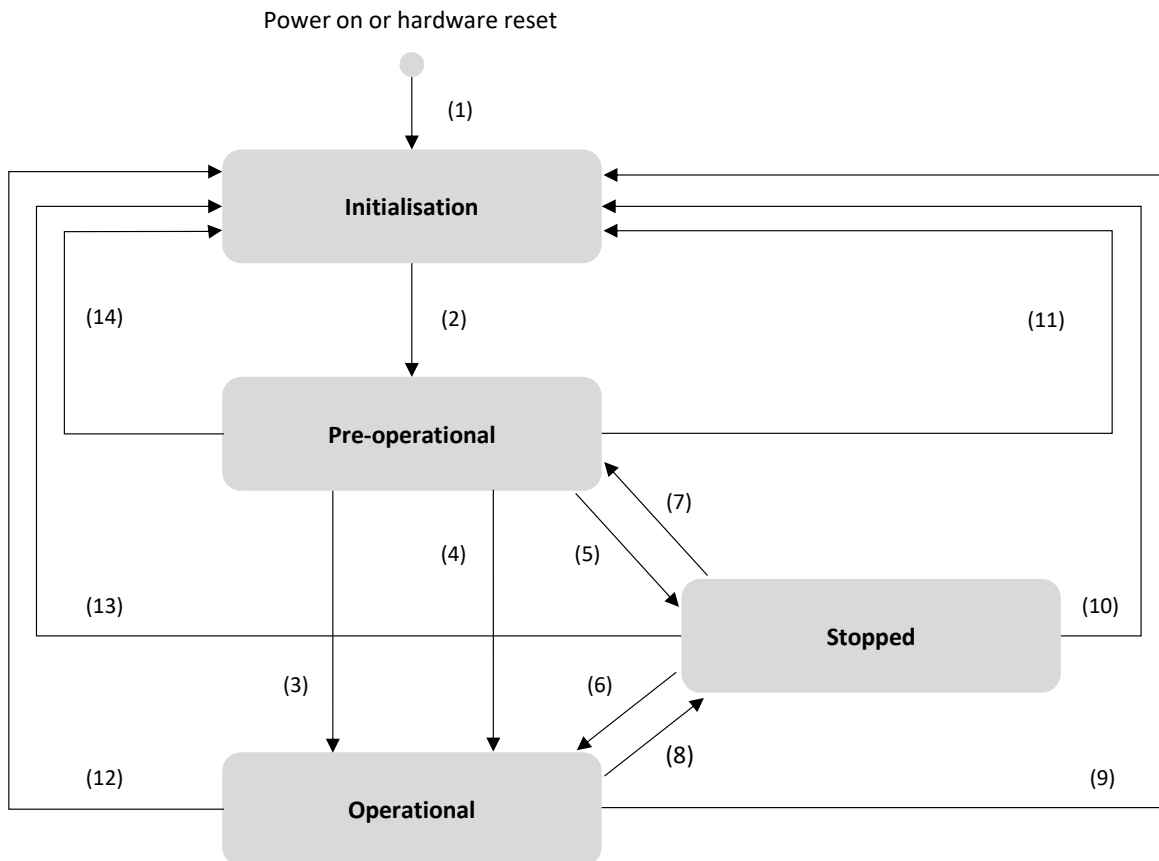 Power on or hardware reset
(1)
Initialisation
(14)
(2)
(11)
Pre-operational
(7)
(4)
(5)
(13)
(10)
Stopped
(3)
(6)
(8)
(12)
(9)
Operational